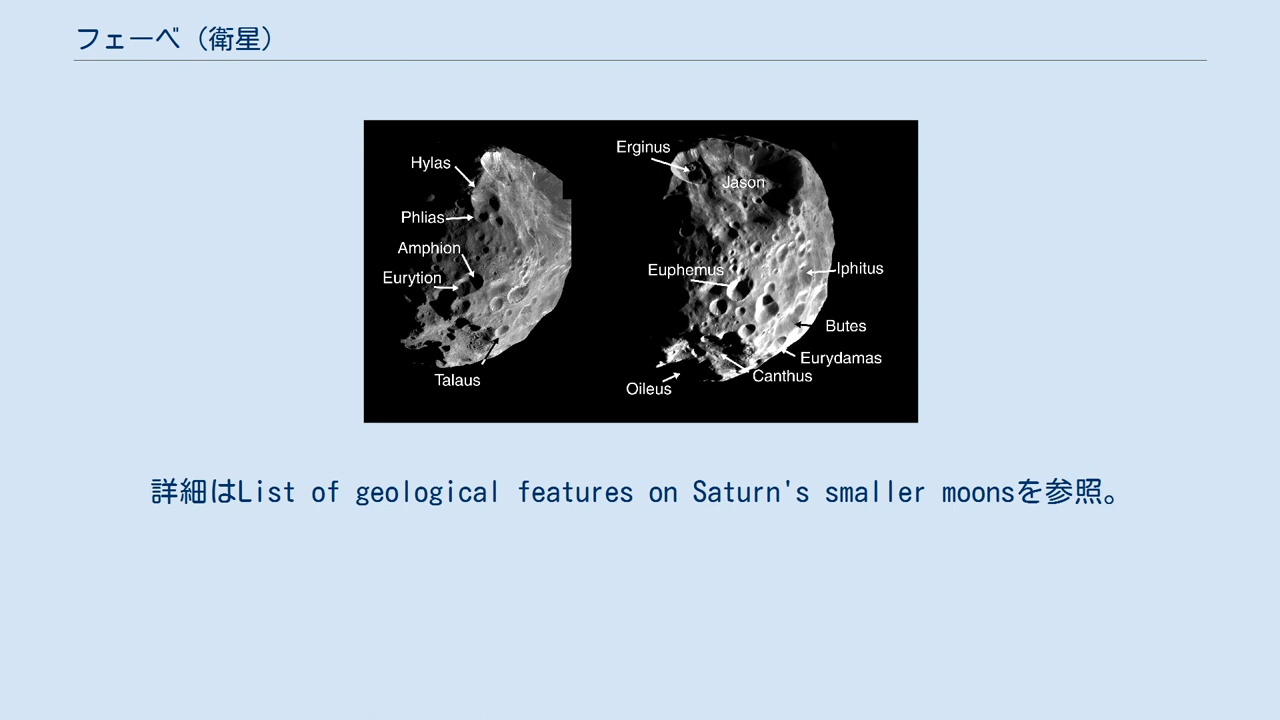 フェーベ（衛星）
Hylas
Phlias
Amphion
Eurytion
Talaus
Erginus
Jason
Euphemus
Iphitus
Butes
Eurydamas
Canthus
Oileus
詳細はList of geological features on Saturn's smaller moonsを参照。